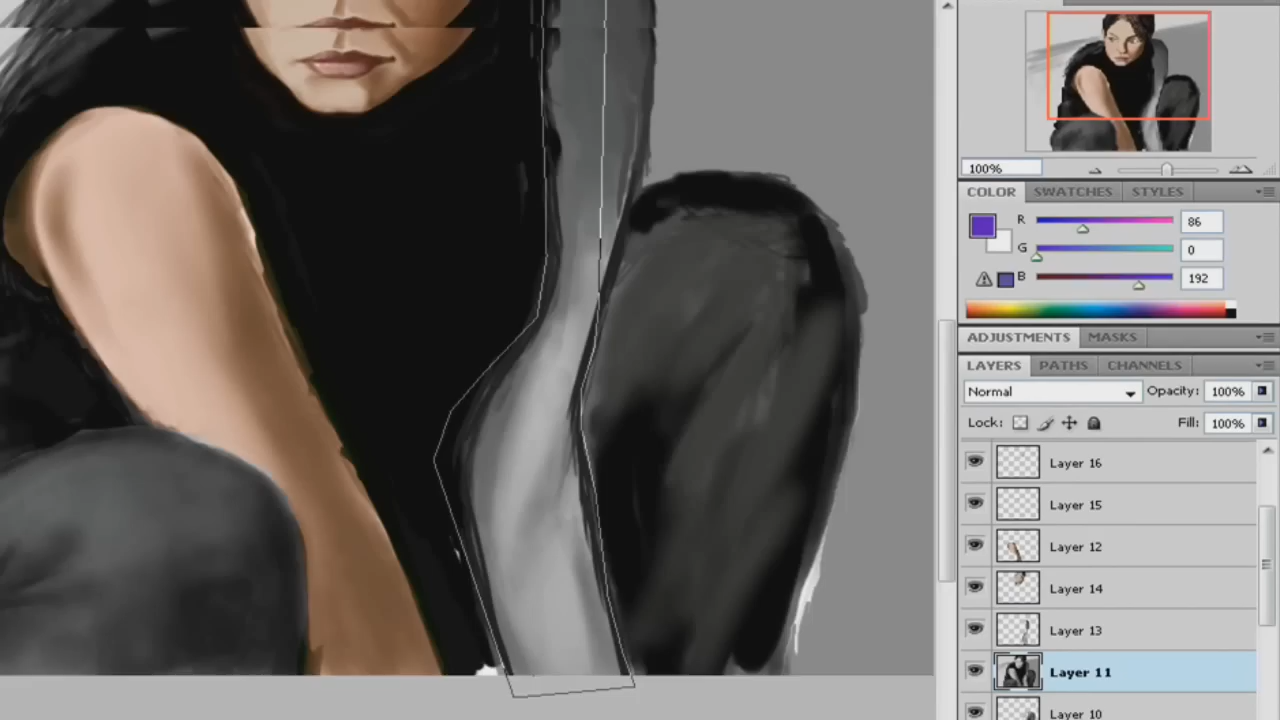 100%
COLOR SWATCHES STYLES
R 86
G 0
B 192
ADJUSTMENTS MASKS
LAYERS PATHS CHANNELS
Normal Opacity: 100%
Lock: Fill: 100%
Layer 16
Layer 15
Layer 12
Layer 14
Layer 13
Layer 11
Layer 10